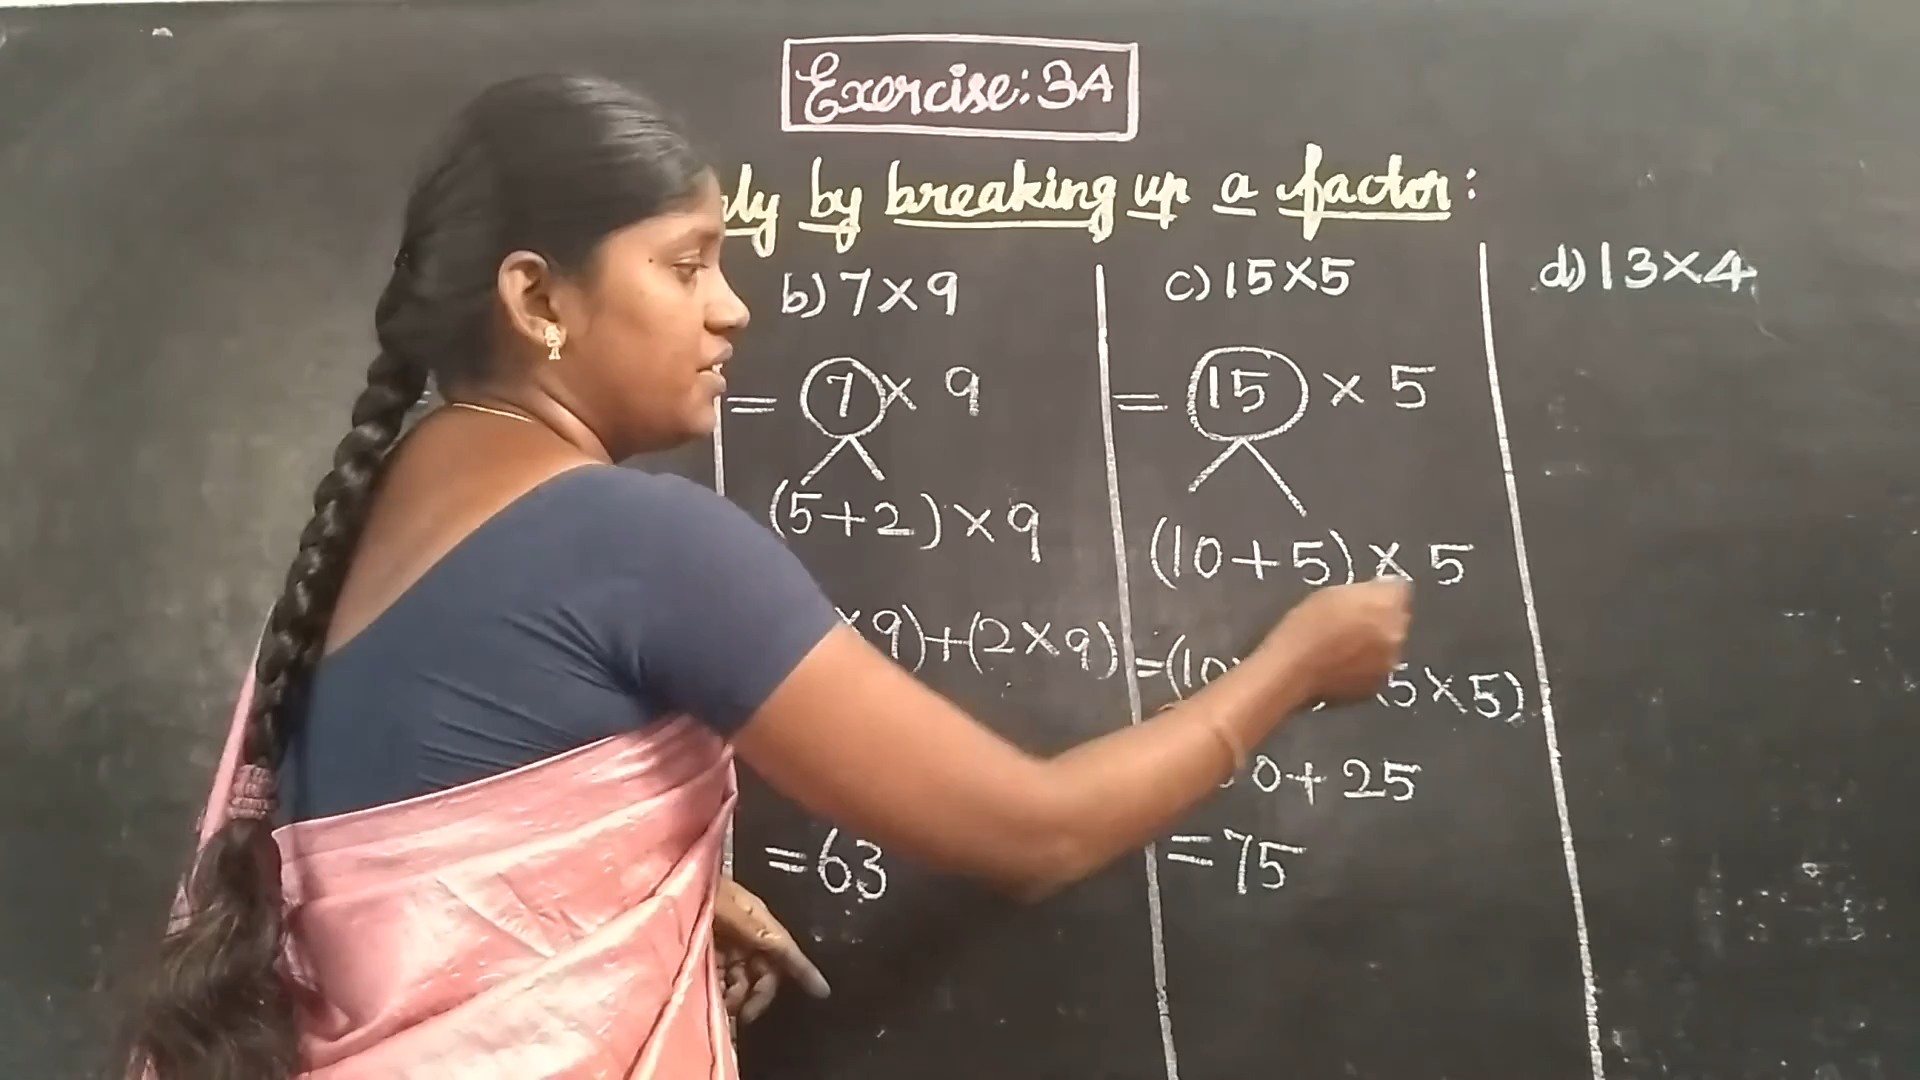 Exercise: 3A
by breaking up a factor:
b) 7 × 9
= 7 × 9
(5+2) × 9
× 9) + (2 × 9)
= 63
c) 15 × 5
= 15 × 5
(10+5) × 5
= (10 5 × 5)
0 + 25
= 75
d) 13 × 4